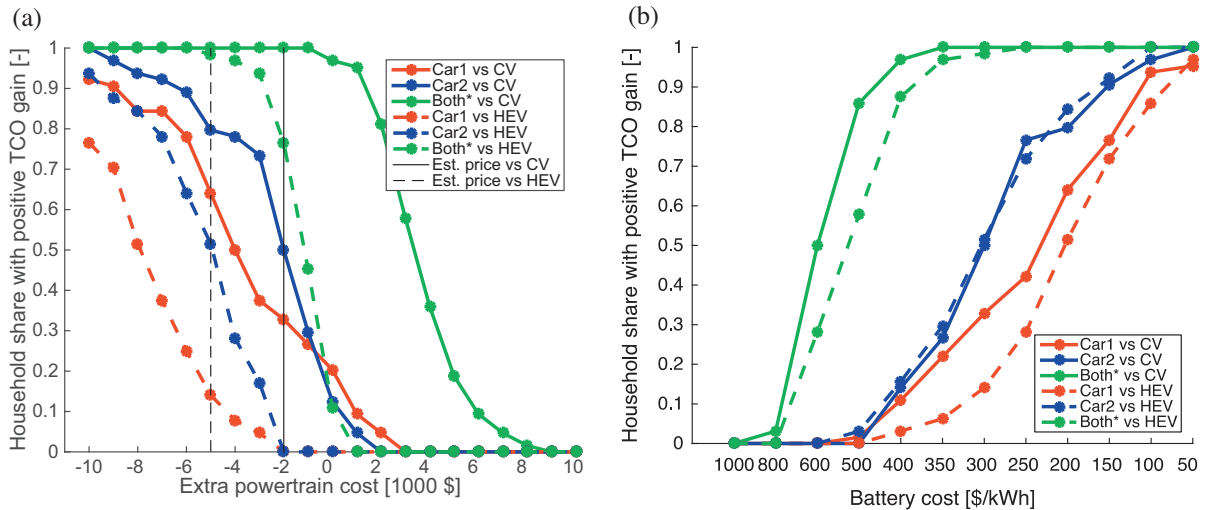 (a)
Household share with positive TCO gain [-]
1
0.9
0.8
0.7
0.6
0.5
0.4
0.3
0.2
0.1
0
-10 -8 -6 -4 -2 0 2 4 6 8 10
Extra powertrain cost [1000 $]
Car1 vs CV
Car2 vs CV
Both* vs CV
Car1 vs HEV
Car2 vs HEV
Both* vs HEV
Est. price vs CV
Est. price vs HEV
(b)
Household share with positive TCO gain [-]
1
0.9
0.8
0.7
0.6
0.5
0.4
0.3
0.2
0.1
0
1000 800 600 500 400 350 300 250 200 150 100 50
Battery cost [$/kWh]
Car1 vs CV
Car2 vs CV
Both* vs CV
Car1 vs HEV
Car2 vs HEV
Both* vs HEV